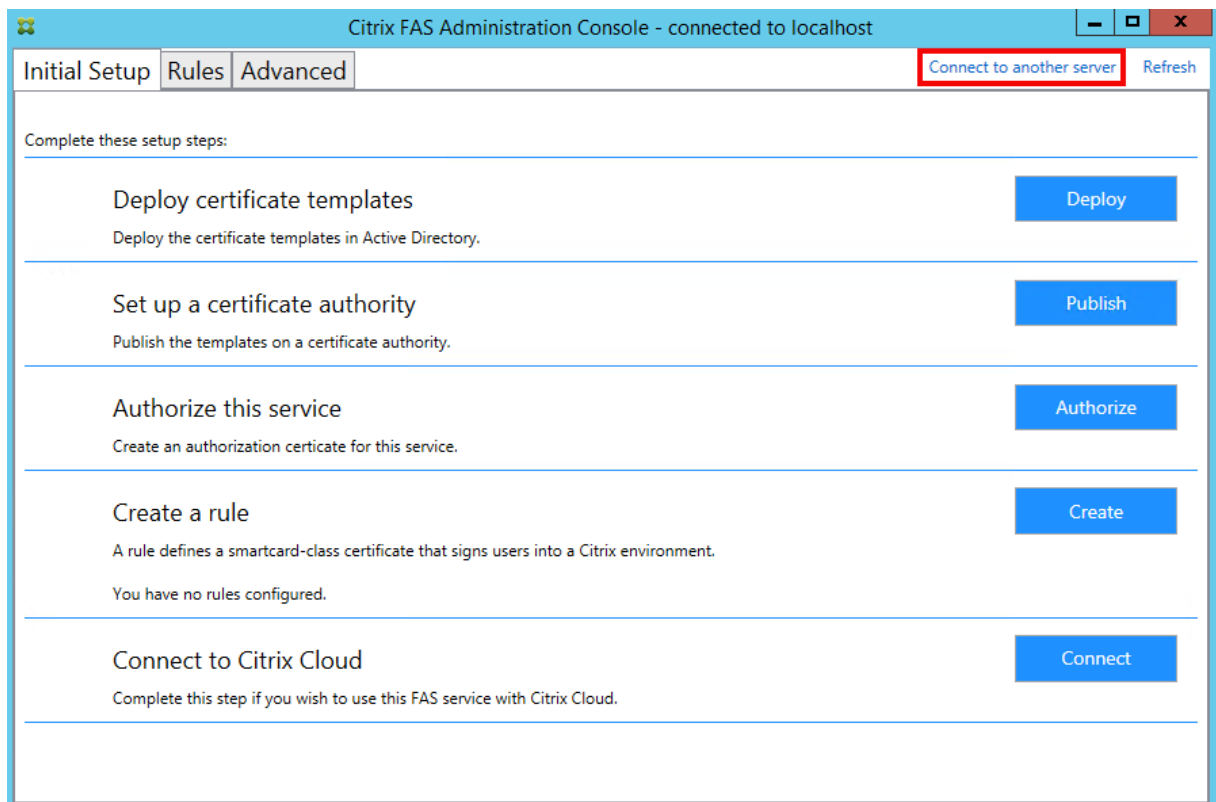 Citrix FAS Administration Console - connected to localhost
Initial Setup Rules Advanced Connect to another server Refresh
Complete these setup steps:
Deploy certificate templates
Deploy
Deploy the certificate templates in Active Directory.
Set up a certificate authority
Publish
Publish the templates on a certificate authority.
Authorize this service
Authorize
Create an authorization certicate for this service.
Create a rule
Create
A rule defines a smartcard-class certificate that signs users into a Citrix environment.
You have no rules configured.
Connect to Citrix Cloud
Connect
Complete this step if you wish to use this FAS service with Citrix Cloud.